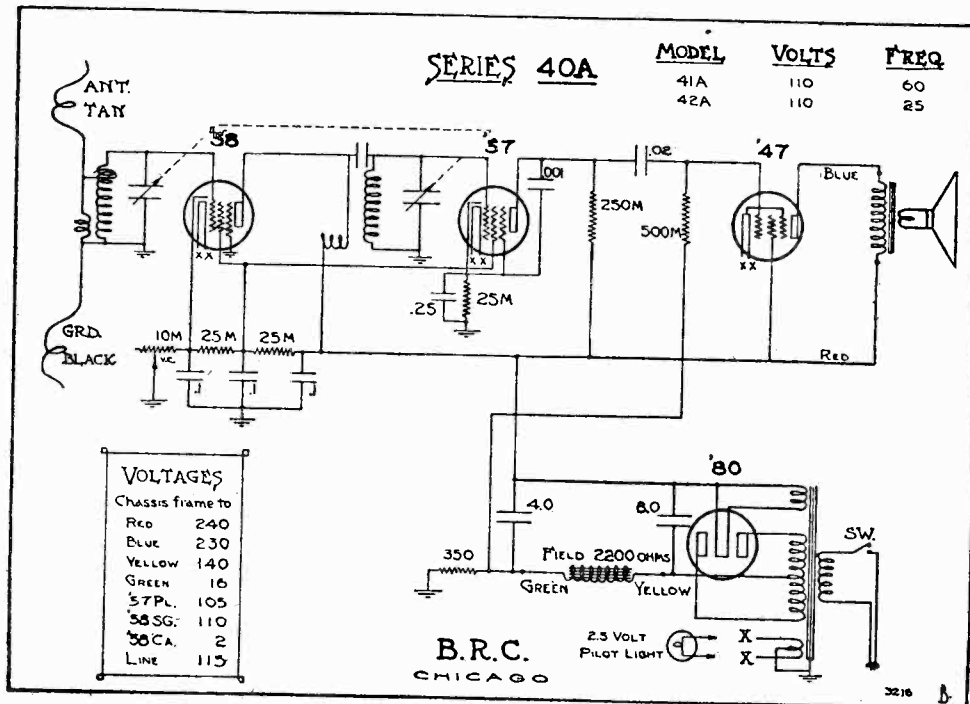 SERIES 40A
MODEL VOLTS FREQ
41A 110 60
42A 110 25
ANT.
TAN
'58
'57
'47
.001
.02
BLUE
250M
500M
X X
X X
X X
.25
25M
GRD.
BLACK
10M
25M
25M
V.C.
.1
.1
.1
RED
VOLTAGES
Chassis frame to
RED 240
BLUE 230
YELLOW 140
GREEN 16
'57 PL. 105
'58 SG. 110
'58 CA. 2
LINE 115
'80
4.0
8.0
SW.
350
FIELD 2200 OHMS
GREEN
YELLOW
2.5 VOLT
PILOT LIGHT
X
X
B.R.C.
CHICAGO
3216
B.